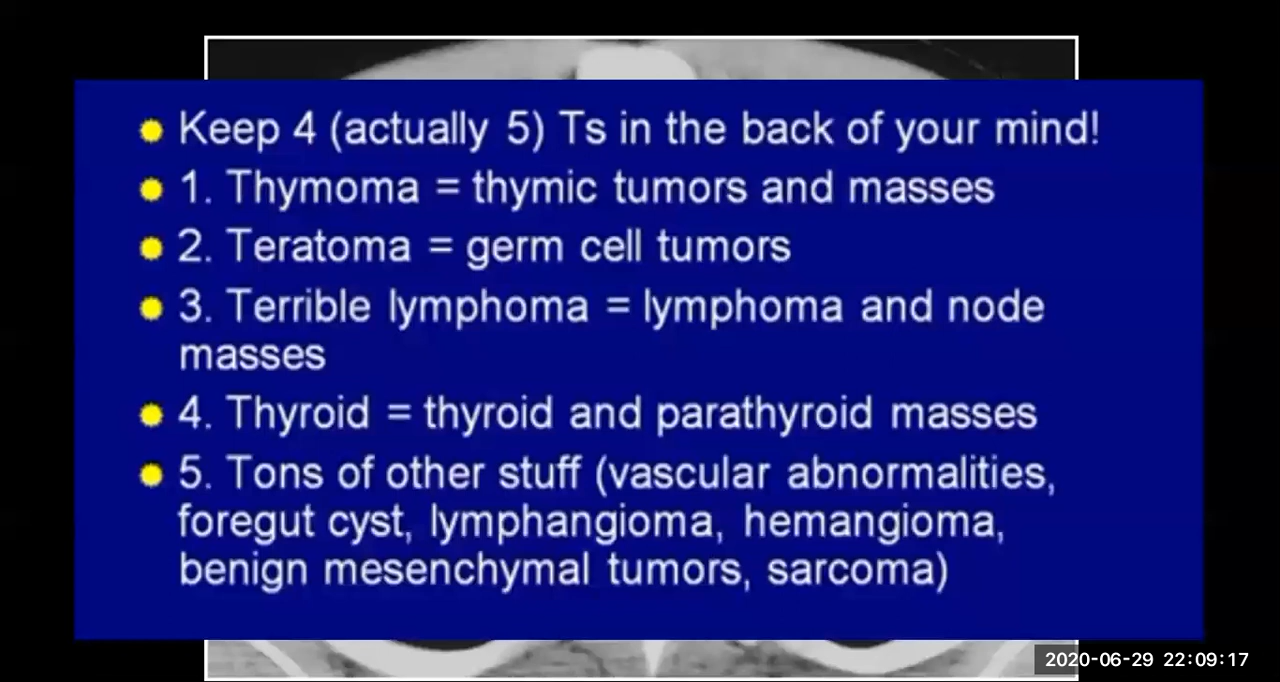 Keep 4 (actually 5) Ts in the back of your mind!
1. Thymoma = thymic tumors and masses
2. Teratoma = germ cell tumors
3. Terrible lymphoma = lymphoma and node
masses
4. Thyroid = thyroid and parathyroid masses
5. Tons of other stuff (vascular abnormalities,
foregut cyst, lymphangioma, hemangioma,
benign mesenchymal tumors, sarcoma)
2020-06-29 22:09:17